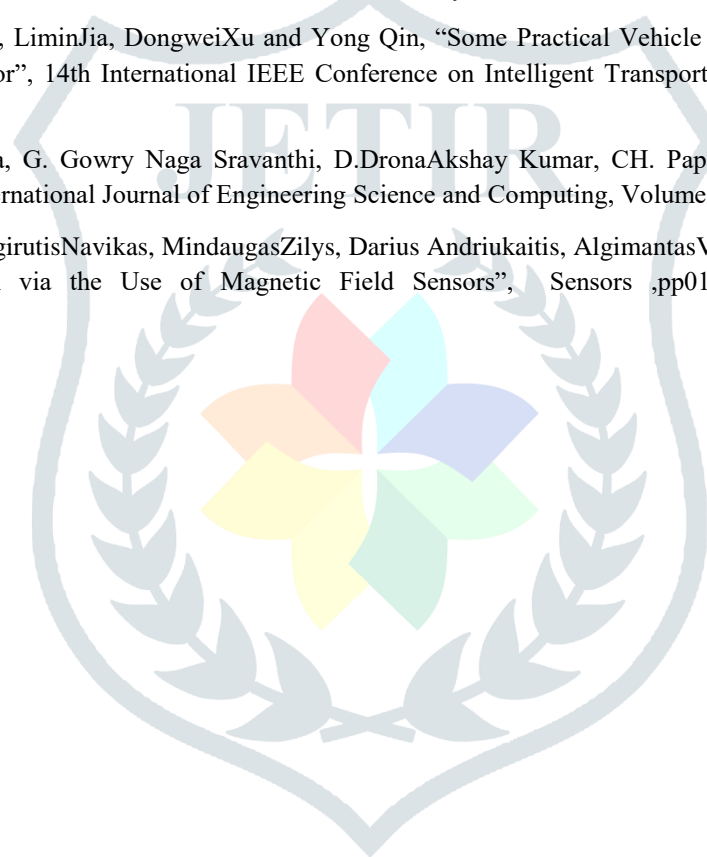 , LiminJia, DongweiXu and Yong Qin, “Some Practical Vehicle
or”, 14th International IEEE Conference on Intelligent Transport
JETIR
a, G. Gowry Naga Sravanthi, D.DronaAkshay Kumar, CH. Pap
ernational Journal of Engineering Science and Computing, Volume
girutisNavikas, MindaugasZilys, Darius Andriukaitis, AlgimantasV
via the Use of Magnetic Field Sensors”, Sensors ,pp01